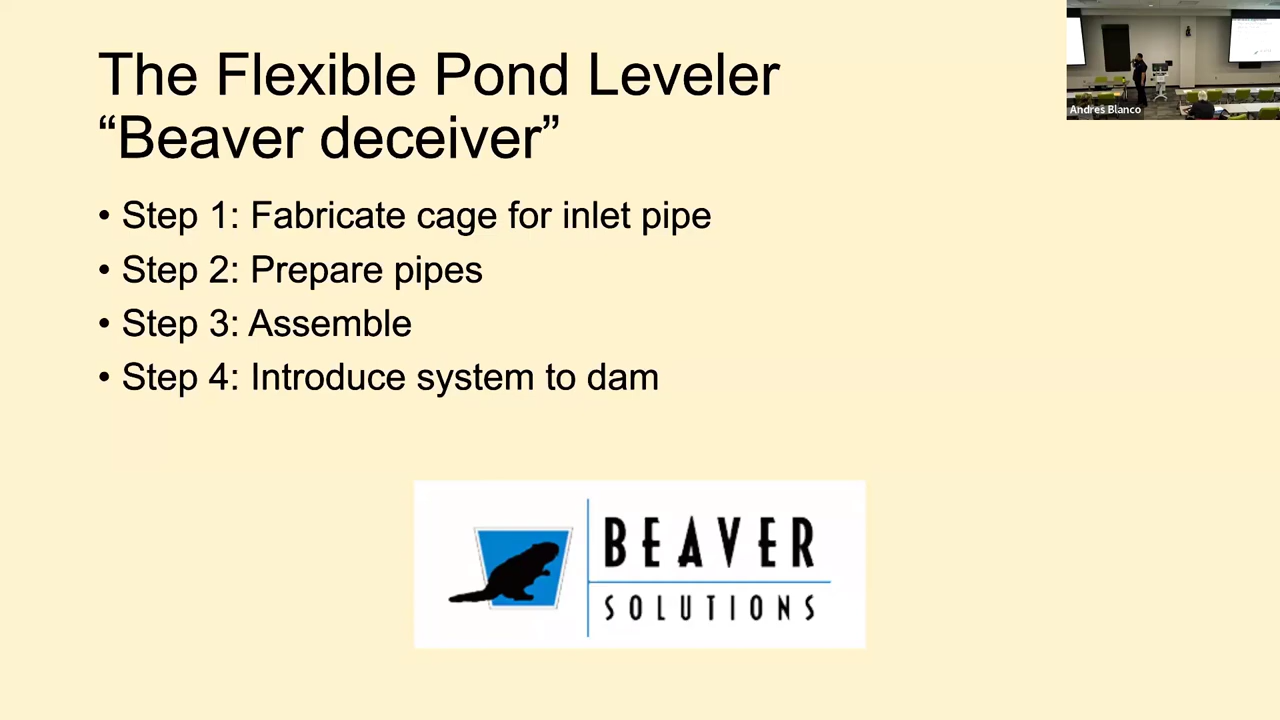 The Flexible Pond Leveler
“Beaver deceiver”
• Step 1: Fabricate cage for inlet pipe
• Step 2: Prepare pipes
• Step 3: Assemble
• Step 4: Introduce system to dam
BEAVER
SOLUTIONS
Andres Blanco